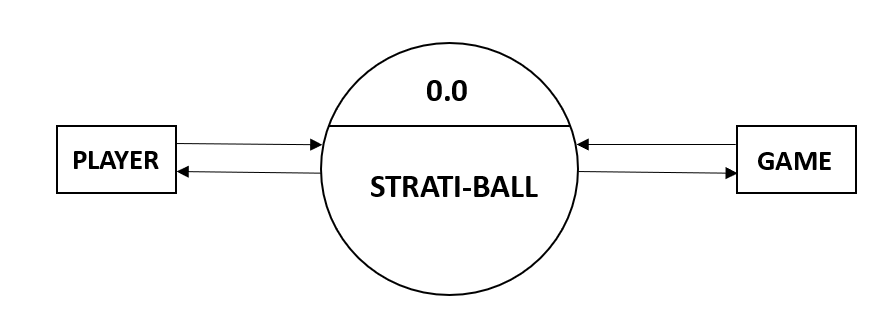 0.0
PLAYER
STRATI-BALL
GAME